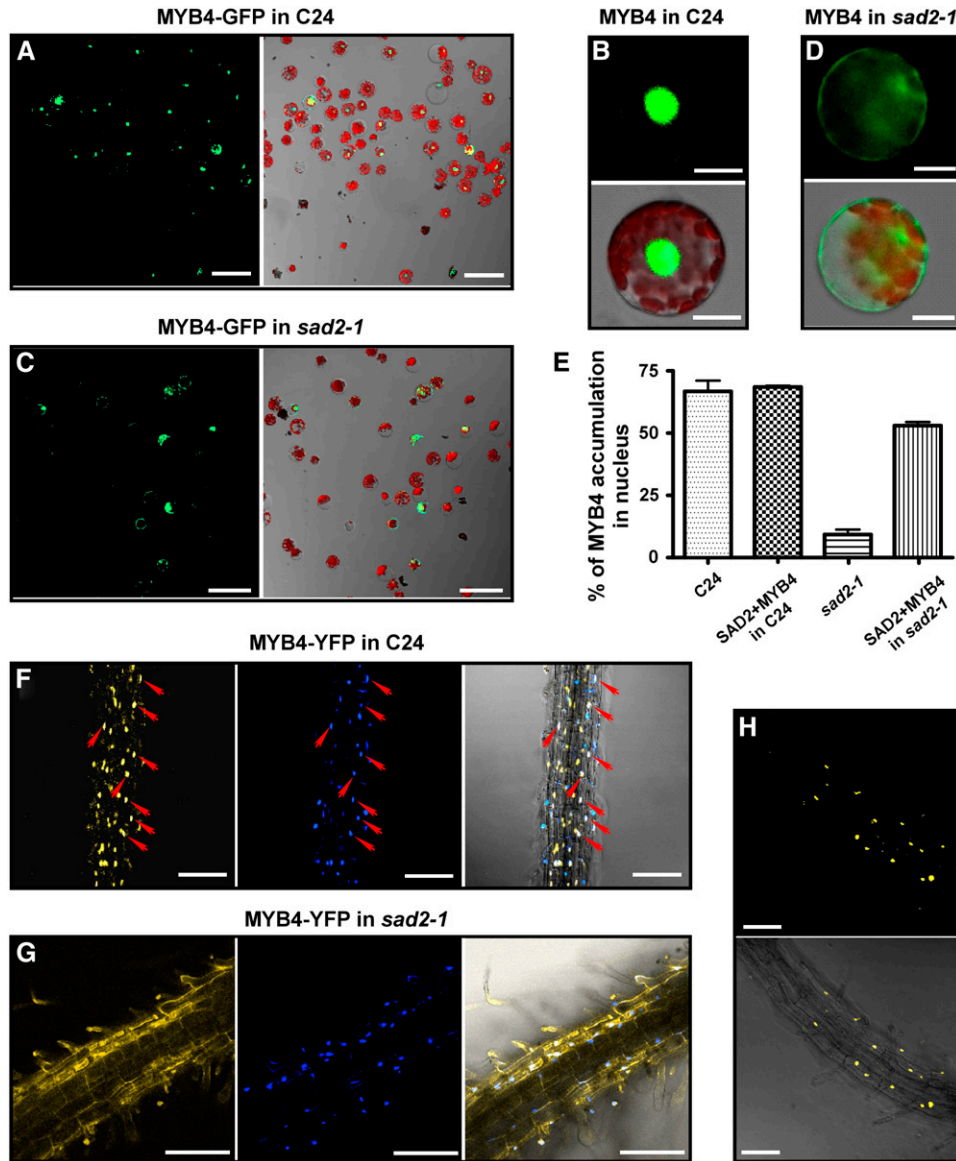 MYB4-GFP in C24
A
MYB4 in C24
B
MYB4 in sad2-1
D
MYB4-GFP in sad2-1
C
E
% of MYB4 accumulation
in nucleus
75
50
25
0
C24
SAD2+MYB4
in C24
sad2-1
SAD2+MYB4
in sad2-1
MYB4-YFP in C24
F
MYB4-YFP in sad2-1
G
H